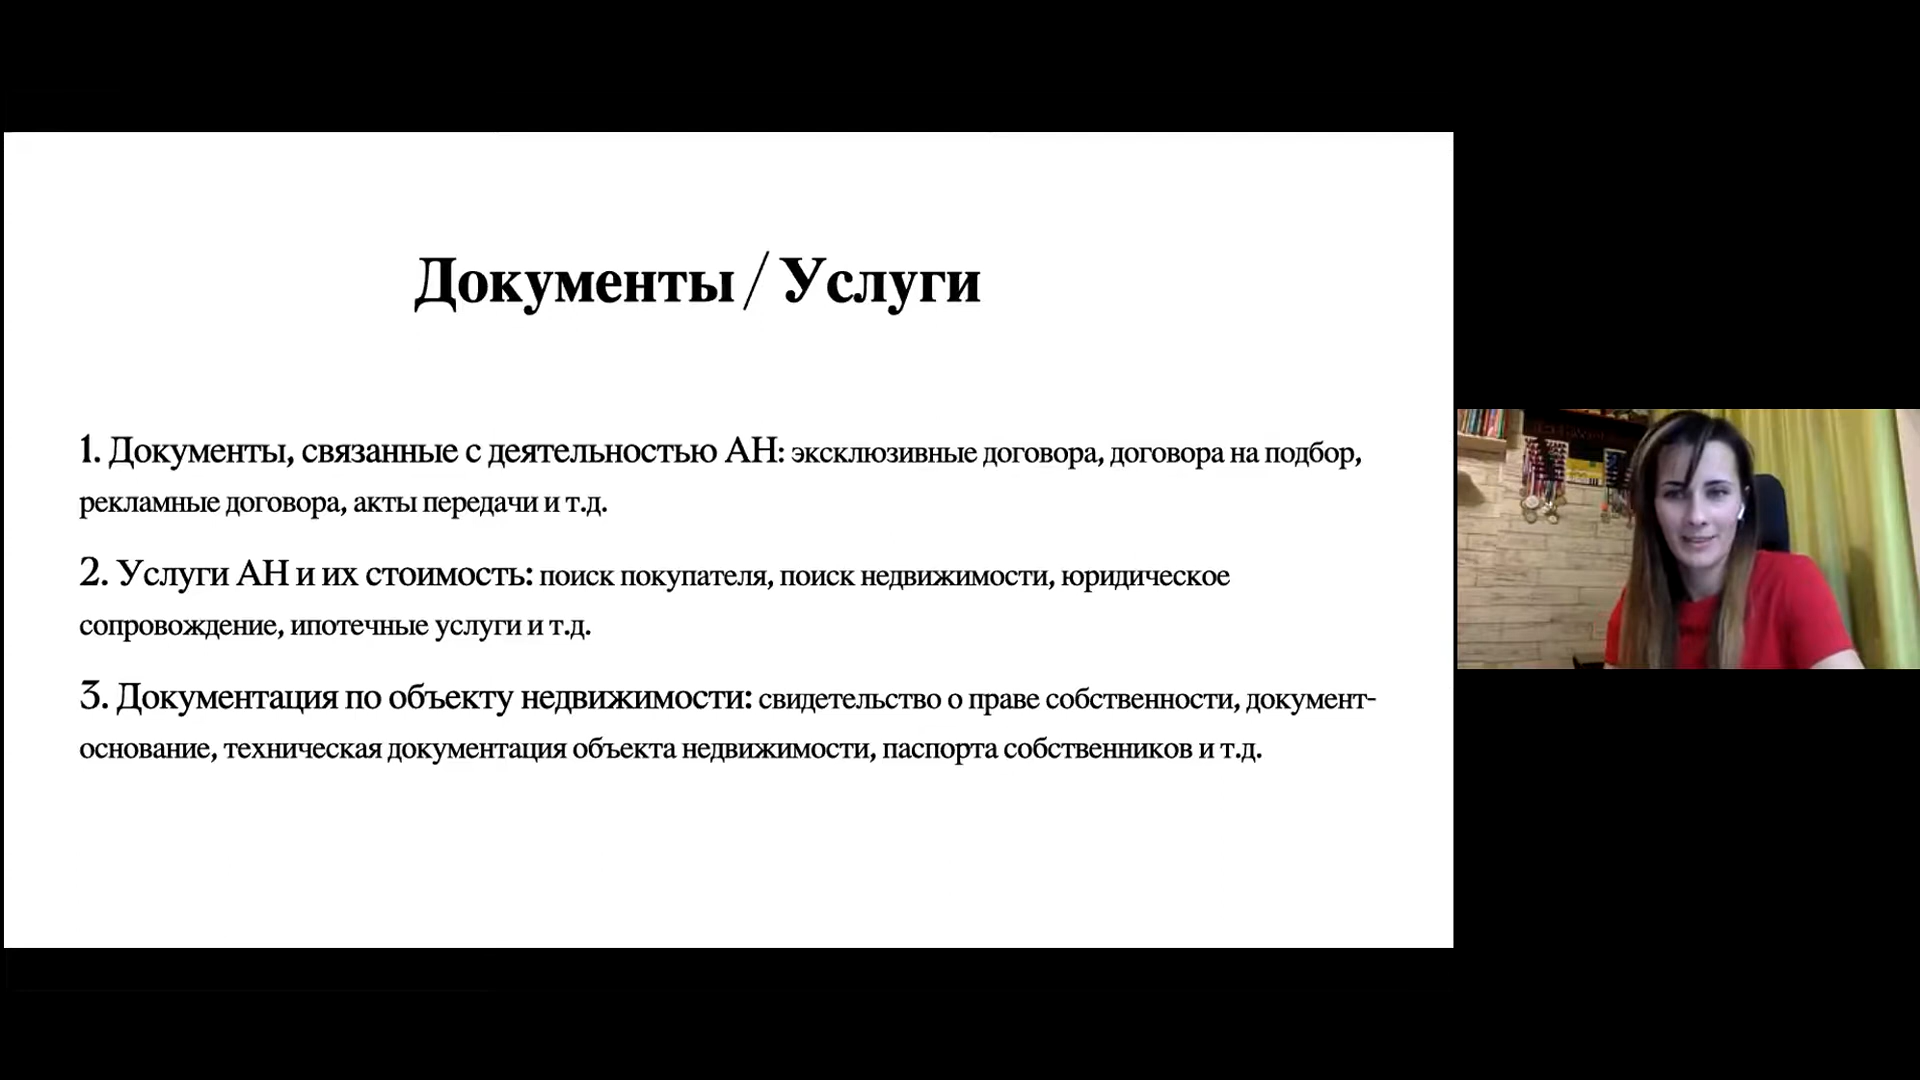 Документы / Услуги
1. Документы, связанные с деятельностью АН: эксклюзивные договора, договора на подбор,
рекламные договора, акты передачи и т.д.
2. Услуги АН и их стоимость: поиск покупателя, поиск недвижимости, юридическое
сопровождение, ипотечные услуги и т.д.
3. Документация по объекту недвижимости: свидетельство о праве собственности, документ-
основание, техническая документация объекта недвижимости, паспорта собственников и т.д.